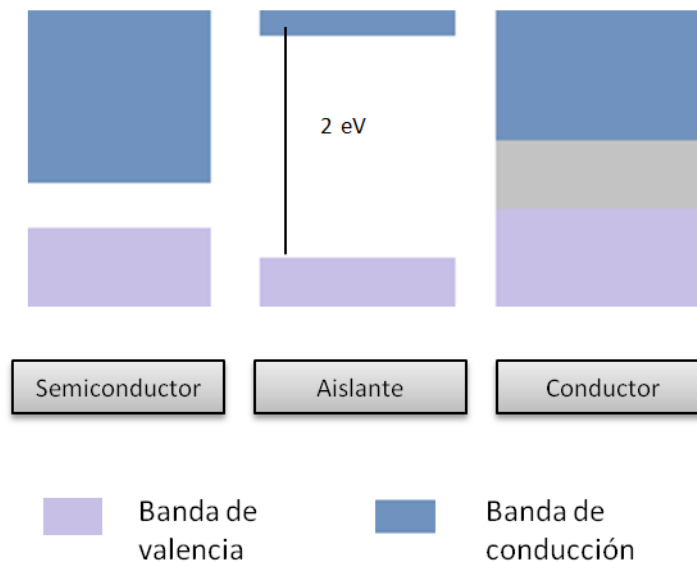 2 eV
Semiconductor
Aislante
Conductor
Banda de
valencia
Banda de
conducción